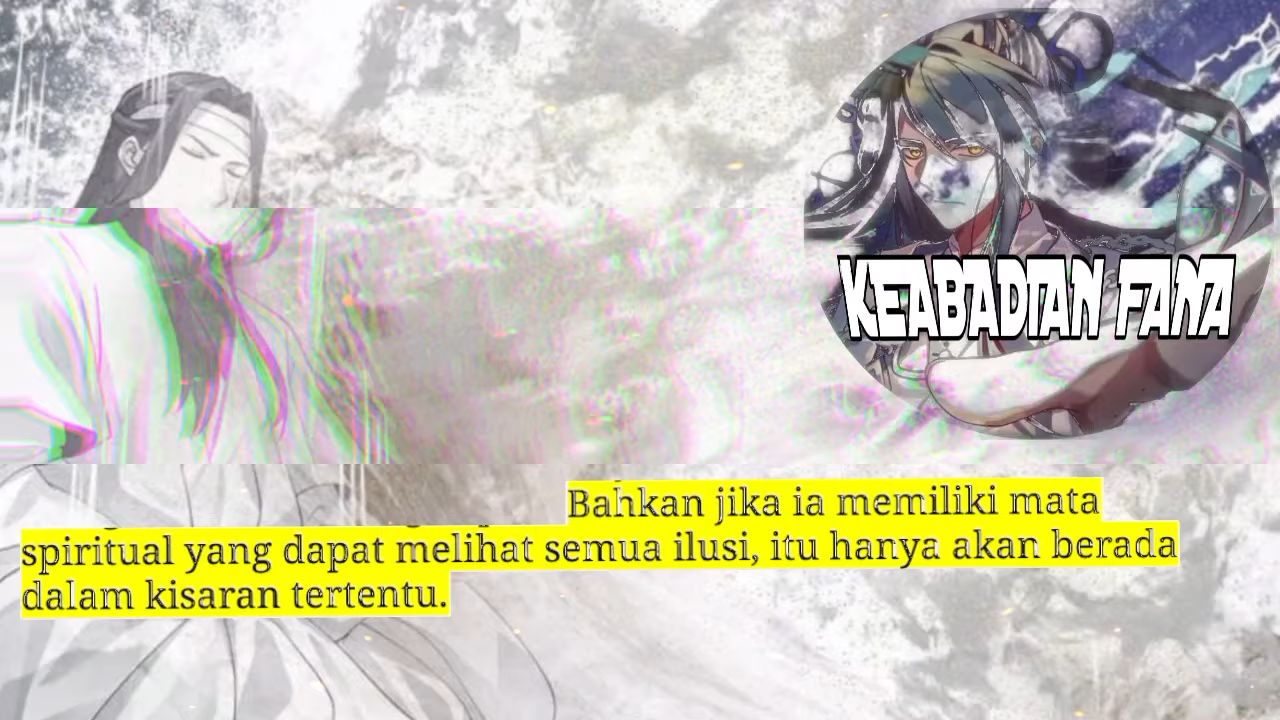 KEABADIAN FANA
Bahkan jika ia memiliki mata
spiritual yang dapat melihat semua ilusi, itu hanya akan berada
dalam kisaran tertentu.